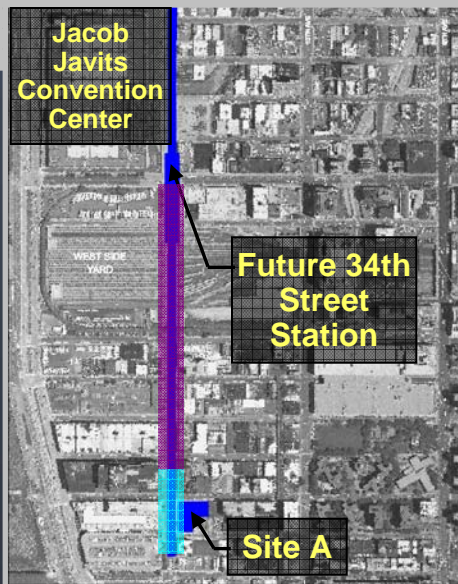 Jacob
Javits
Convention
Center
WEST SIDE
YARD
Future 34th
Street
Station
Site A